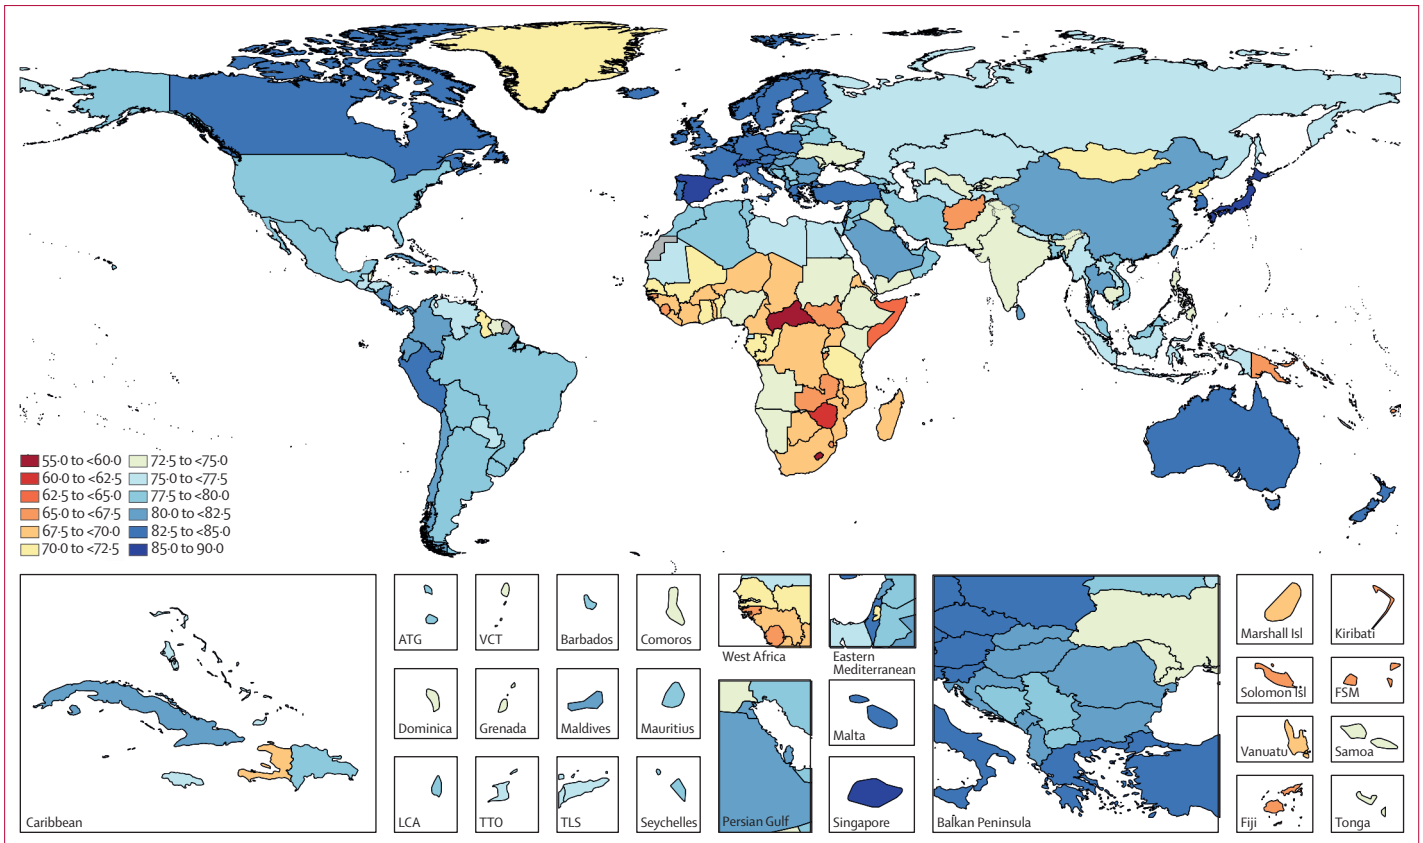 55·0 to <60·0
60·0 to <62·5
62·5 to <65·0
65·0 to <67·5
67·5 to <70·0
70·0 to <72·5
72·5 to <75·0
75·0 to <77·5
77·5 to <80·0
80·0 to <82·5
82·5 to <85·0
85·0 to 90·0
Caribbean
ATG
VCT
Barbados
Comoros
Dominica
Grenada
Maldives
Mauritius
LCA
TTO
TLS
Seychelles
West Africa
Eastern
Mediterranean
Persian Gulf
Malta
Singapore
Balkan Peninsula
Marshall Isl
Kiribati
Solomon Isl
FSM
Vanuatu
Samoa
Fiji
Tonga